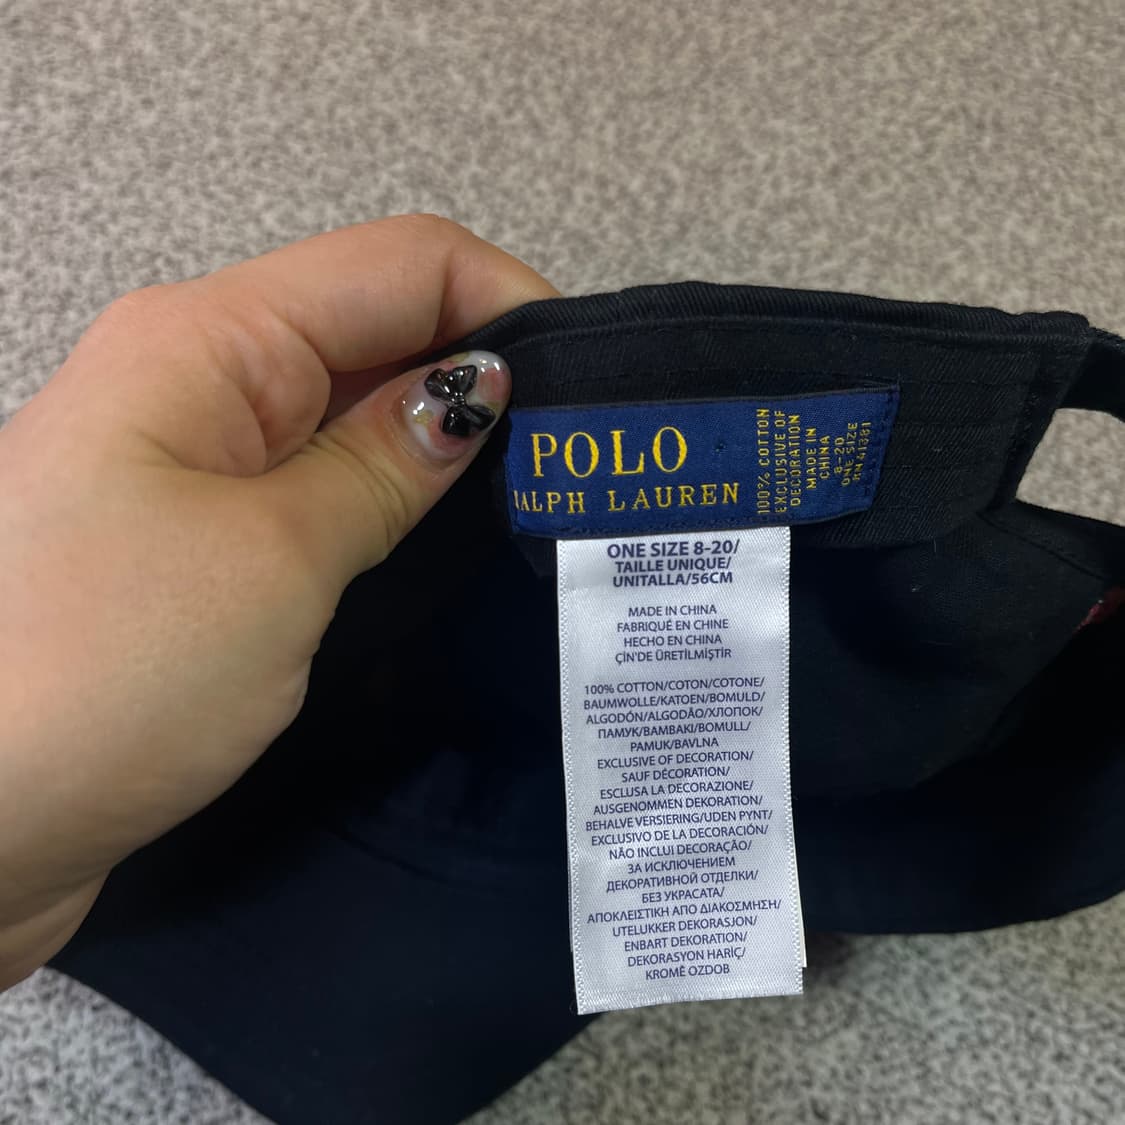 POLO
RALPH LAUREN
100% COTTON
EXCLUSIVE OF
DECORATION
MADE IN
CHINA
8-20
ONE SIZE
RN 41381
ONE SIZE 8-20/
TAILLE UNIQUE/
UNITALLA/56CM
MADE IN CHINA
FABRIQUÉ EN CHINE
HECHO EN CHINA
ÇİN'DE ÜRETİLMİŞTİR
100% COTTON/COTON/COTONE/
BAUMWOLLE/KATOEN/BOMULD/
ALGODÓN/ALGODÃO/ХЛОПОК/
ПАМУК/ΒΑΜΒΑΚΙ/BOMULL/
PAMUK/BAVLNA
EXCLUSIVE OF DECORATION/
SAUF DÉCORATION/
ESCLUSA LA DECORAZIONE/
AUSGENOMMEN DEKORATION/
BEHALVE VERSIERING/UDEN PYNT/
EXCLUSIVO DE LA DECORACIÓN/
NÃO INCLUI DECORAÇÃO/
ЗА ИСКЛЮЧЕНИЕМ
ДЕКОРАТИВНОЙ ОТДЕЛКИ/
БЕЗ УКРАСАТА/
ΑΠΟΚΛΕΙΣΤΙΚΗ ΑΠΟ ΔΙΑΚΟΣΜΗΣΗ/
UTELUKKER DEKORASJON/
ENBART DEKORATION/
DEKORASYON HARİÇ/
KROMĚ OZDOB